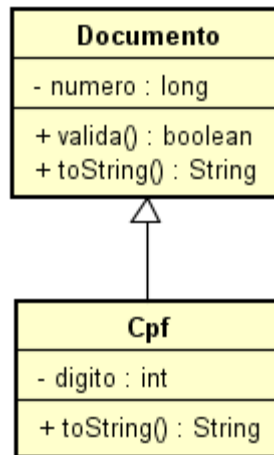 Documento
- numero : long
+ valida() : boolean
+ toString() : String
Cpf
- digito : int
+ toString() : String